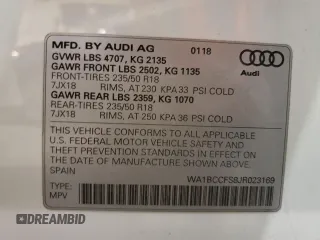 MFD. BY AUDI AG 0118
GVWR LBS 4707, KG 2135
GAWR FRONT LBS 2502, KG 1135
FRONT-TIRES 235/50 R18
7JX18 RIMS, AT 230 KPA 33 PSI COLD
GAWR REAR LBS 2359, KG 1070
REAR-TIRES 235/50 R18
7JX18 RIMS, AT 250 KPA 36 PSI COLD
THIS VEHICLE CONFORMS TO ALL APPLICABLE
U.S. FEDERAL MOTOR VEHICLE SAFETY
AND THEFT PREVENTION STANDARDS IN EFFECT ON
THE DATE OF MANUFACTURE SHOWN ABOVE.
SPAIN
Audi
TYPE: WA1BCCFS9JR023169
MPV
DREAMBID